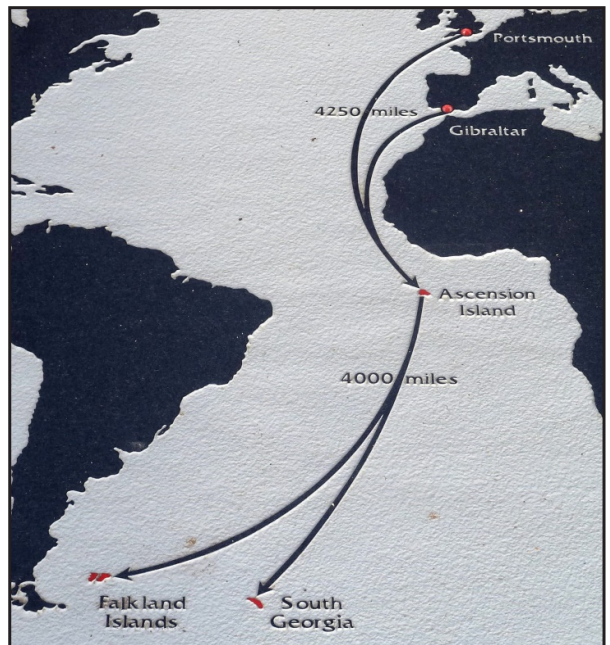 Portsmouth
4250 miles
Gibraltar
Ascension
Island
4000 miles
Falkland
Islands
South
Georgia